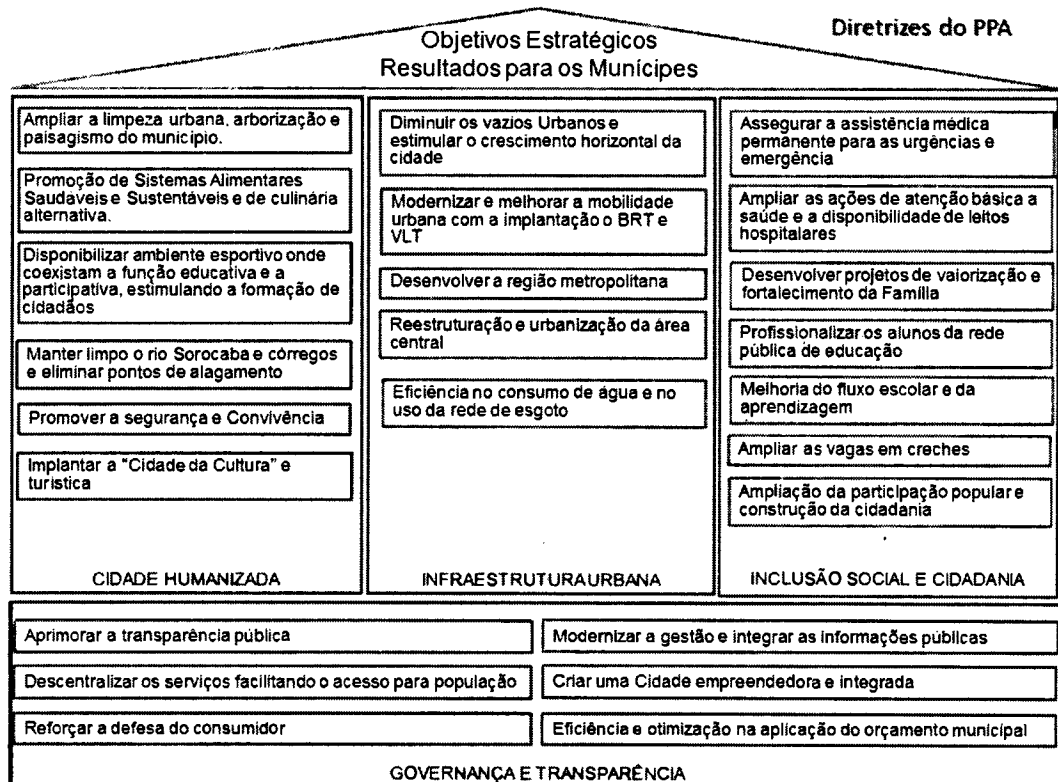 Diretrizes do PPA
Objetivos Estratégicos
Resultados para os Munícipes
Ampliar a limpeza urbana, arborização e
paisagismo do município.
Promoção de Sistemas Alimentares
Saudáveis e Sustentáveis e de culinária
alternativa.
Disponibilizar ambiente esportivo onde
coexistam a função educativa e a
participativa, estimulando a formação de
cidadãos
Manter limpo o rio Sorocaba e córregos
e eliminar pontos de alagamento
Promover a segurança e Convivência
Implantar a "Cidade da Cultura" e
turística
CIDADE HUMANIZADA
Diminuir os vazios Urbanos e
estimular o crescimento horizontal da
cidade
Modernizar e melhorar a mobilidade
urbana com a implantação o BRT e
VLT
Desenvolver a região metropolitana
Reestruturação e urbanização da área
central
Eficiência no consumo de água e no
uso da rede de esgoto
INFRAESTRUTURA URBANA
Assegurar a assistência médica
permanente para as urgências e
emergência
Ampliar as ações de atenção básica a
saúde e a disponibilidade de leitos
hospitalares
Desenvolver projetos de valorização e
fortalecimento da Família
Profissionalizar os alunos da rede
pública de educação
Melhoria do fluxo escolar e da
aprendizagem
Ampliar as vagas em creches
Ampliação da participação popular e
construção da cidadania
INCLUSÃO SOCIAL E CIDADANIA
Aprimorar a transparência pública
Modernizar a gestão e integrar as informações públicas
Descentralizar os serviços facilitando o acesso para população
Criar uma Cidade empreendedora e integrada
Reforçar a defesa do consumidor
Eficiência e otimização na aplicação do orçamento municipal
GOVERNANÇA E TRANSPARÊNCIA